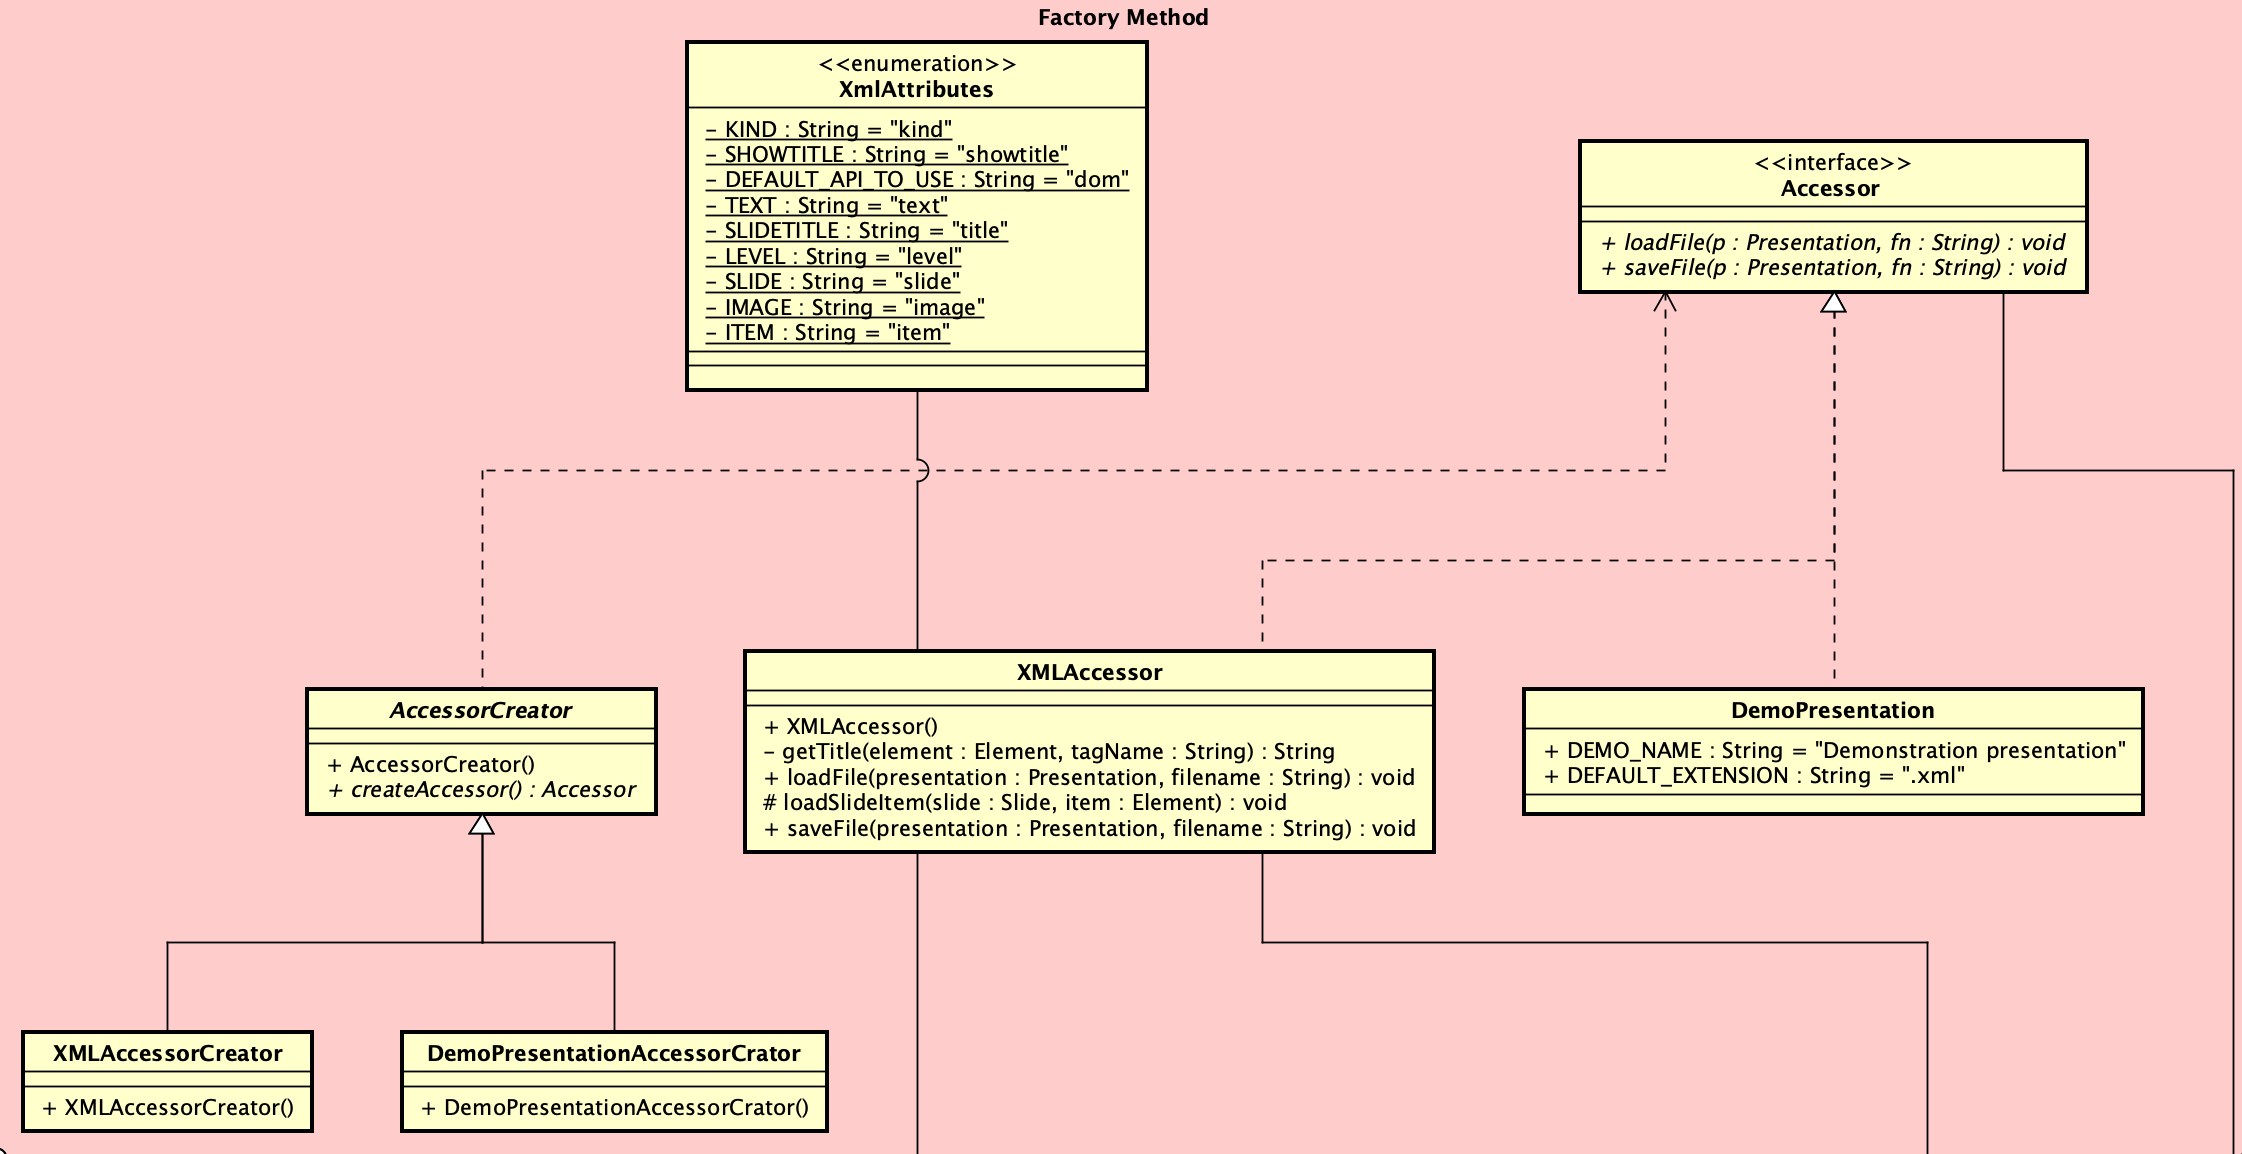 Factory Method
<<enumeration>>
XmlAttributes
- KIND : String = "kind"
- SHOWTITLE : String = "showtitle"
- DEFAULT_API_TO_USE : String = "dom"
- TEXT : String = "text"
- SLIDETITLE : String = "title"
- LEVEL : String = "level"
- SLIDE : String = "slide"
- IMAGE : String = "image"
- ITEM : String = "item"
<<interface>>
Accessor
+ loadFile(p : Presentation, fn : String) : void
+ saveFile(p : Presentation, fn : String) : void
AccessorCreator
+ AccessorCreator()
+ createAccessor() : Accessor
XMLAccessor
+ XMLAccessor()
- getTitle(element : Element, tagName : String) : String
+ loadFile(presentation : Presentation, filename : String) : void
# loadSlideItem(slide : Slide, item : Element) : void
+ saveFile(presentation : Presentation, filename : String) : void
DemoPresentation
+ DEMO_NAME : String = "Demonstration presentation"
+ DEFAULT_EXTENSION : String = ".xml"
XMLAccessorCreator
+ XMLAccessorCreator()
DemoPresentationAccessorCrator
+ DemoPresentationAccessorCrator()